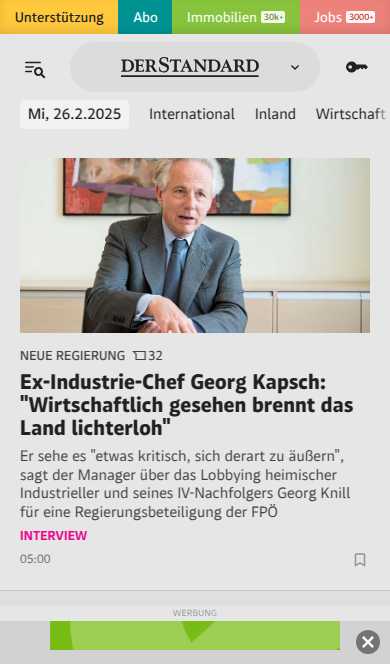 Unterstützung Abo Immobilien 30k+ Jobs 3000+
DERSTANDARD
Mi, 26.2.2025 International Inland Wirtschaft
NEUE REGIERUNG 32
Ex-Industrie-Chef Georg Kapsch:
"Wirtschaftlich gesehen brennt das
Land lichterloh"
Er sehe es "etwas kritisch, sich derart zu äußern",
sagt der Manager über das Lobbying heimischer
Industrieller und seines IV-Nachfolgers Georg Knill
für eine Regierungsbeteiligung der FPÖ
INTERVIEW
05:00
WERBUNG